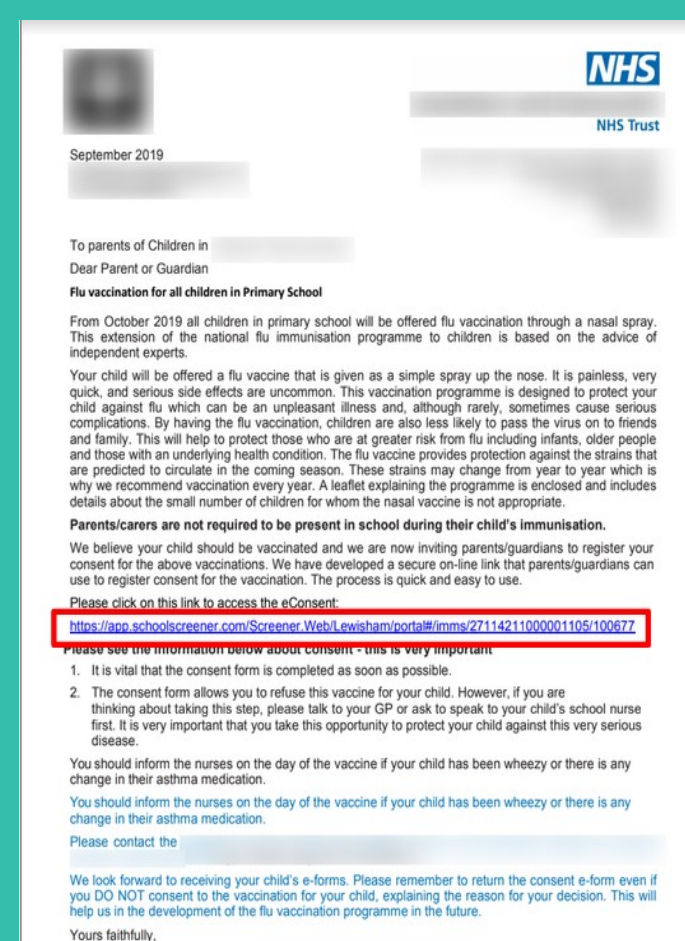 NHS
NHS Trust
September 2019
To parents of Children in
Dear Parent or Guardian
Flu vaccination for all children in Primary School
From October 2019 all children in primary school will be offered flu vaccination through a nasal spray.
This extension of the national flu immunisation programme to children is based on the advice of
independent experts.
Your child will be offered a flu vaccine that is given as a simple spray up the nose. It is painless, very
quick, and serious side effects are uncommon. This vaccination programme is designed to protect your
child against flu which can be an unpleasant illness and, although rarely, sometimes cause serious
complications. By having the flu vaccination, children are also less likely to pass the virus on to friends
and family. This will help to protect those who are at greater risk from flu including infants, older people
and those with an underlying health condition. The flu vaccine provides protection against the strains that
are predicted to circulate in the coming season. These strains may change from year to year which is
why we recommend vaccination every year. A leaflet explaining the programme is enclosed and includes
details about the small number of children for whom the nasal vaccine is not appropriate.
Parents/carers are not required to be present in school during their child's immunisation.
We believe your child should be vaccinated and we are now inviting parents/guardians to register your
consent for the above vaccinations. We have developed a secure on-line link that parents/guardians can
use to register consent for the vaccination. The process is quick and easy to use.
Please click on this link to access the eConsent:
https://app.schoolscreener.com/Screener.Web/Lewisham/portal#/imms/27114211000001105/100677
Please see the information below about consent - this is very important
1. It is vital that the consent form is completed as soon as possible.
2. The consent form allows you to refuse this vaccine for your child. However, if you are
thinking about taking this step, please talk to your GP or ask to speak to your child's school nurse
first. It is very important that you take this opportunity to protect your child against this very serious
disease.
You should inform the nurses on the day of the vaccine if your child has been wheezy or there is any
change in their asthma medication.
You should inform the nurses on the day of the vaccine if your child has been wheezy or there is any
change in their asthma medication.
Please contact the
We look forward to receiving your child's e-forms. Please remember to return the consent e-form even if
you DO NOT consent to the vaccination for your child, explaining the reason for your decision. This will
help us in the development of the flu vaccination programme in the future.
Yours faithfully,